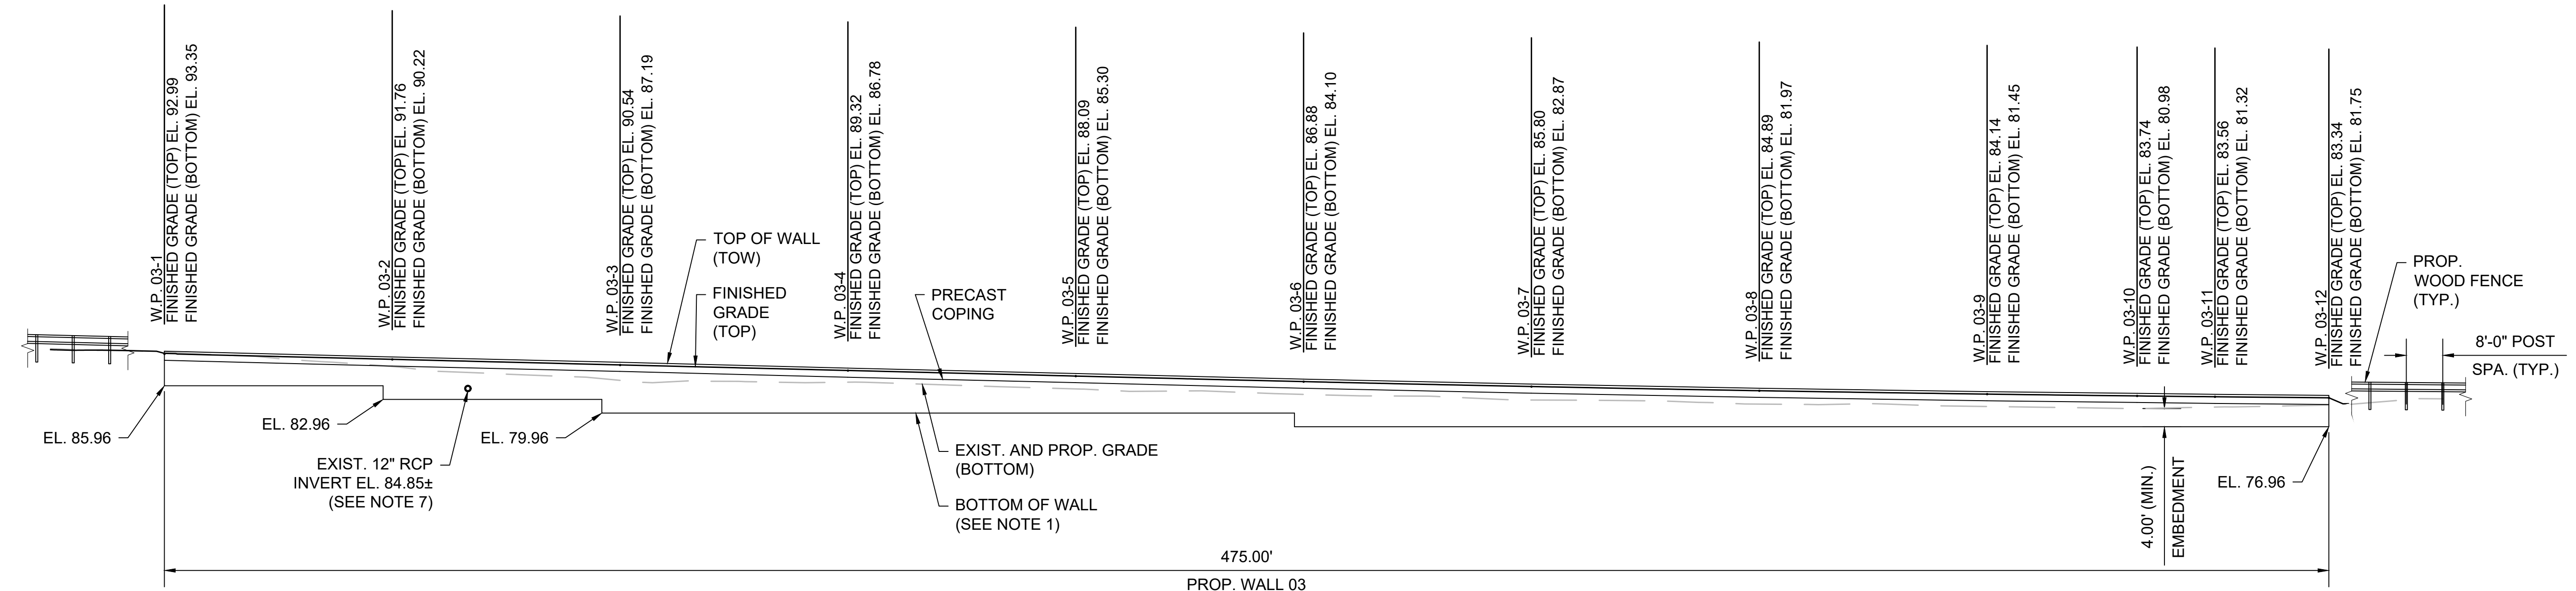 W.P. 03-1
FINISHED GRADE (TOP) EL. 92.99
FINISHED GRADE (BOTTOM) EL. 93.35
W.P. 03-2
FINISHED GRADE (TOP) EL. 91.76
FINISHED GRADE (BOTTOM) EL. 90.22
W.P. 03-3
FINISHED GRADE (TOP) EL. 90.54
FINISHED GRADE (BOTTOM) EL. 87.19
W.P. 03-4
FINISHED GRADE (TOP) EL. 89.32
FINISHED GRADE (BOTTOM) EL. 86.78
W.P. 03-5
FINISHED GRADE (TOP) EL. 88.09
FINISHED GRADE (BOTTOM) EL. 85.30
W.P. 03-6
FINISHED GRADE (TOP) EL. 86.88
FINISHED GRADE (BOTTOM) EL. 84.10
W.P. 03-7
FINISHED GRADE (TOP) EL. 85.80
FINISHED GRADE (BOTTOM) EL. 82.87
W.P. 03-8
FINISHED GRADE (TOP) EL. 84.89
FINISHED GRADE (BOTTOM) EL. 81.97
W.P. 03-9
FINISHED GRADE (TOP) EL. 84.14
FINISHED GRADE (BOTTOM) EL. 81.45
W.P. 03-10
FINISHED GRADE (TOP) EL. 83.74
FINISHED GRADE (BOTTOM) EL. 80.98
W.P. 03-11
FINISHED GRADE (TOP) EL. 83.56
FINISHED GRADE (BOTTOM) EL. 81.32
W.P. 03-12
FINISHED GRADE (TOP) EL. 83.34
FINISHED GRADE (BOTTOM) EL. 81.75
TOP OF WALL
(TOW)
FINISHED
GRADE
(TOP)
PRECAST
COPING
PROP.
WOOD FENCE
(TYP.)
8'-0" POST
SPA. (TYP.)
EL. 85.96
EL. 82.96
EL. 79.96
EXIST. 12" RCP
INVERT EL. 84.85±
(SEE NOTE 7)
EXIST. AND PROP. GRADE
(BOTTOM)
BOTTOM OF WALL
(SEE NOTE 1)
4.00' (MIN.)
EMBEDMENT
EL. 76.96
475.00'
PROP. WALL 03